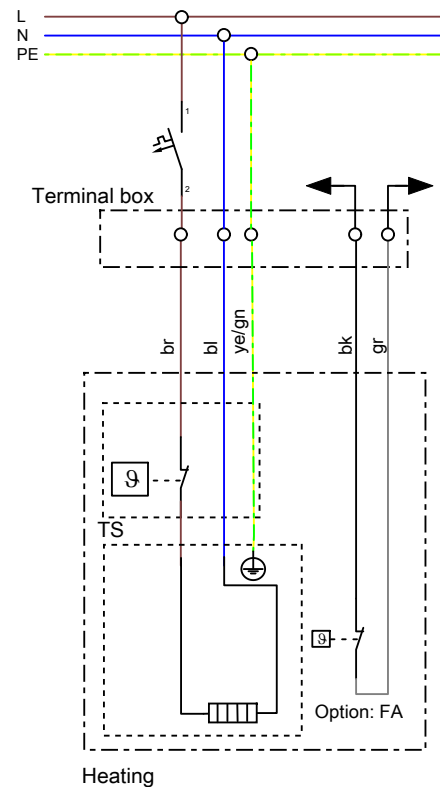 L
N
PE
1
2
Terminal box
br
bl
ye/gn
bk
gr
ϑ
TS
ϑ
Option: FA
Heating